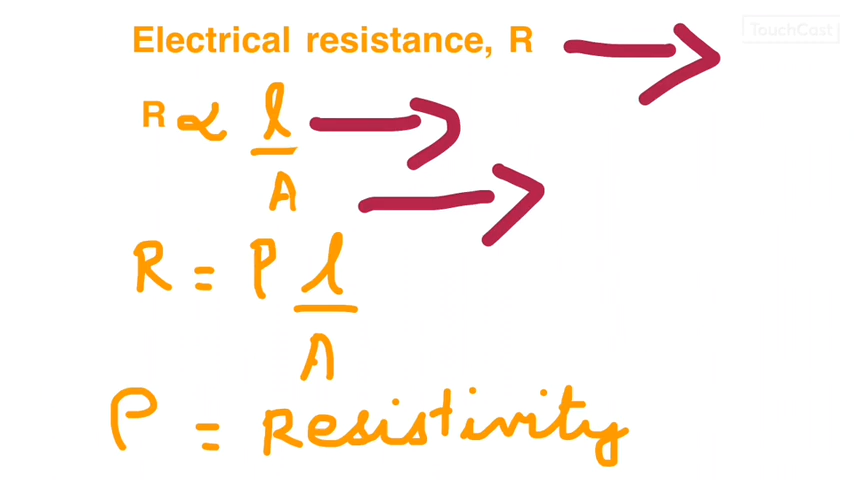 Electrical resistance, R
TouchCast
R ∝ l/A
R = ρ l/A
ρ = Resistivity